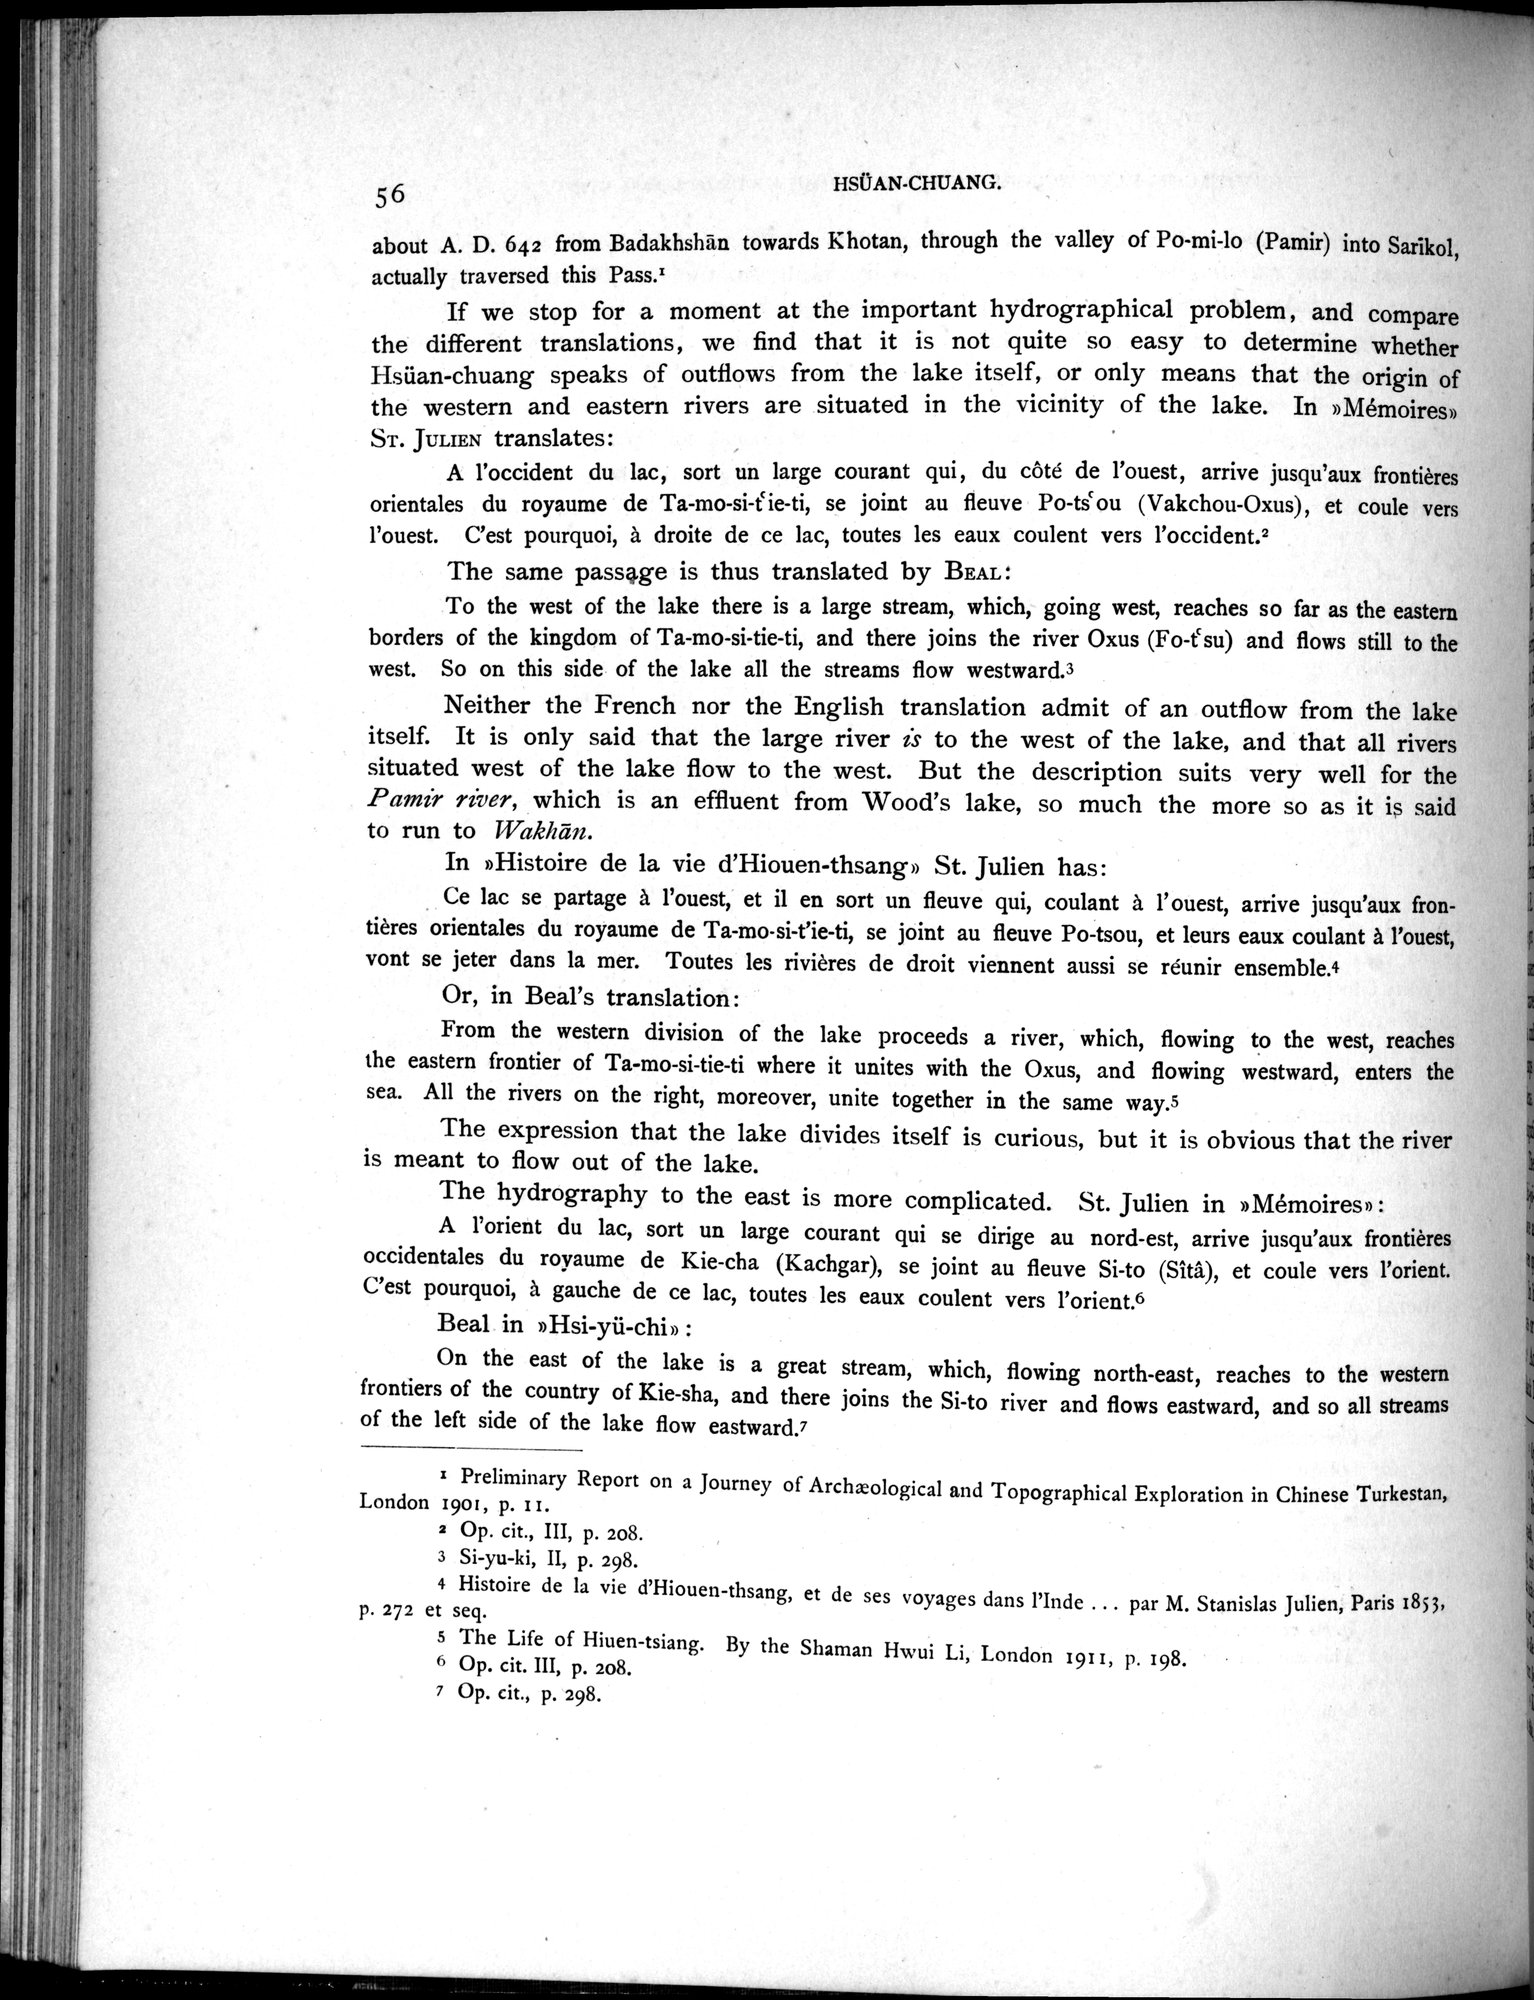 56
HSÜAN-CHUANG.
about A. D. 642 from Badakhshān towards Khotan, through the valley of Po-mi-lo (Pamir) into Sarīkol,
actually traversed this Pass.¹
If we stop for a moment at the important hydrographical problem, and compare
the different translations, we find that it is not quite so easy to determine whether
Hsüan-chuang speaks of outflows from the lake itself, or only means that the origin of
the western and eastern rivers are situated in the vicinity of the lake. In »Mémoires»
ST. JULIEN translates:
A l'occident du lac, sort un large courant qui, du côté de l'ouest, arrive jusqu'aux frontières
orientales du royaume de Ta-mo-si-tʿie-ti, se joint au fleuve Po-tsʿou (Vakchou-Oxus), et coule vers
l'ouest. C'est pourquoi, à droite de ce lac, toutes les eaux coulent vers l'occident.²
The same passage is thus translated by BEAL:
To the west of the lake there is a large stream, which, going west, reaches so far as the eastern
borders of the kingdom of Ta-mo-si-tie-ti, and there joins the river Oxus (Fo-tʿsu) and flows still to the
west. So on this side of the lake all the streams flow westward.³
Neither the French nor the English translation admit of an outflow from the lake
itself. It is only said that the large river is to the west of the lake, and that all rivers
situated west of the lake flow to the west. But the description suits very well for the
Pamir river, which is an effluent from Wood's lake, so much the more so as it is said
to run to Wakhān.
In »Histoire de la vie d'Hiouen-thsang» St. Julien has:
Ce lac se partage à l'ouest, et il en sort un fleuve qui, coulant à l'ouest, arrive jusqu'aux fron-
tières orientales du royaume de Ta-mo-si-t'ie-ti, se joint au fleuve Po-tsou, et leurs eaux coulant à l'ouest,
vont se jeter dans la mer. Toutes les rivières de droit viennent aussi se réunir ensemble.⁴
Or, in Beal's translation:
From the western division of the lake proceeds a river, which, flowing to the west, reaches
the eastern frontier of Ta-mo-si-tie-ti where it unites with the Oxus, and flowing westward, enters the
sea. All the rivers on the right, moreover, unite together in the same way.⁵
The expression that the lake divides itself is curious, but it is obvious that the river
is meant to flow out of the lake.
The hydrography to the east is more complicated. St. Julien in »Mémoires»:
A l'orient du lac, sort un large courant qui se dirige au nord-est, arrive jusqu'aux frontières
occidentales du royaume de Kie-cha (Kachgar), se joint au fleuve Si-to (Sîtâ), et coule vers l'orient.
C'est pourquoi, à gauche de ce lac, toutes les eaux coulent vers l'orient.⁶
Beal in »Hsi-yü-chi»:
On the east of the lake is a great stream, which, flowing north-east, reaches to the western
frontiers of the country of Kie-sha, and there joins the Si-to river and flows eastward, and so all streams
of the left side of the lake flow eastward.⁷
¹ Preliminary Report on a Journey of Archæological and Topographical Exploration in Chinese Turkestan,
London 1901, p. 11.
² Op. cit., III, p. 208.
³ Si-yu-ki, II, p. 298.
⁴ Histoire de la vie d'Hiouen-thsang, et de ses voyages dans l'Inde ... par M. Stanislas Julien, Paris 1853,
p. 272 et seq.
⁵ The Life of Hiuen-tsiang. By the Shaman Hwui Li, London 1911, p. 198.
⁶ Op. cit. III, p. 208.
⁷ Op. cit., p. 298.